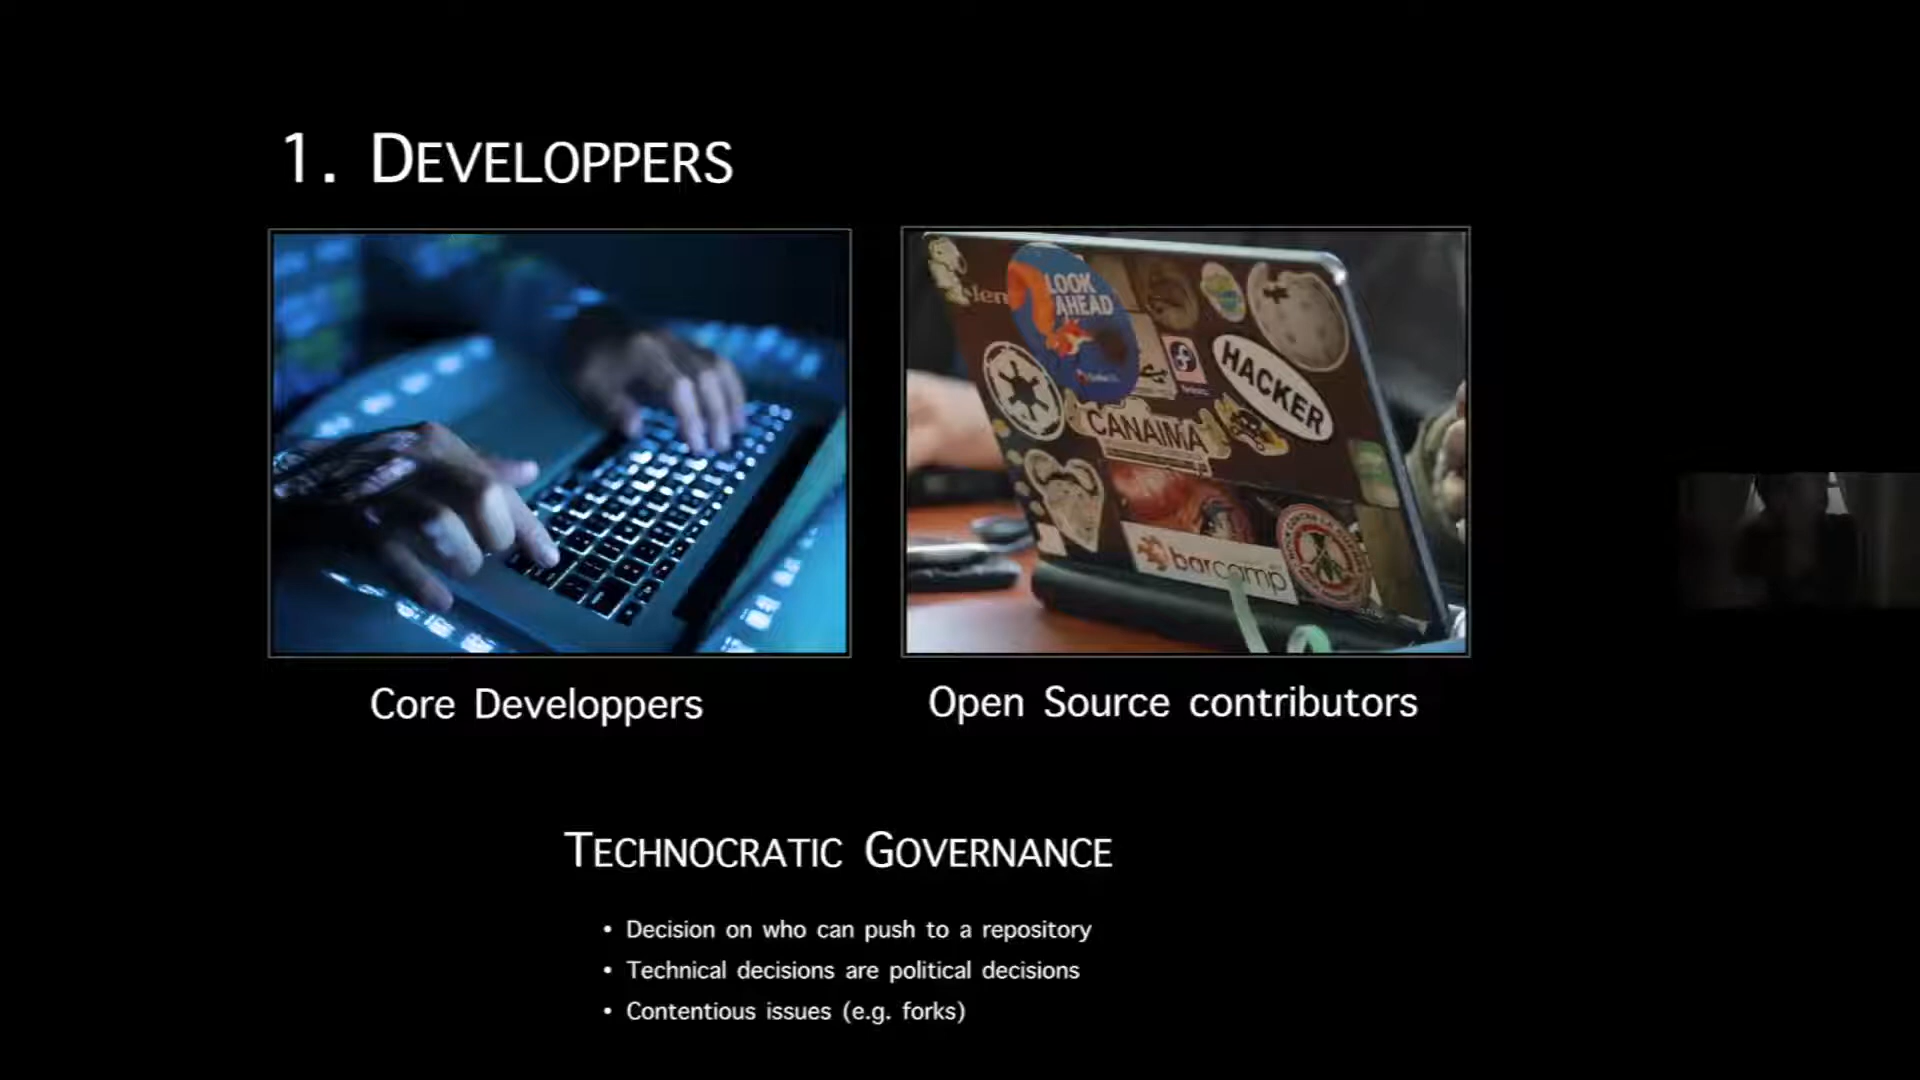 1. DEVELOPPERS
LOOK
AHEAD
HACKER
CANAIMA
barcamp
Core Developpers
Open Source contributors
TECHNOCRATIC GOVERNANCE
• Decision on who can push to a repository
• Technical decisions are political decisions
• Contentious issues (e.g. forks)